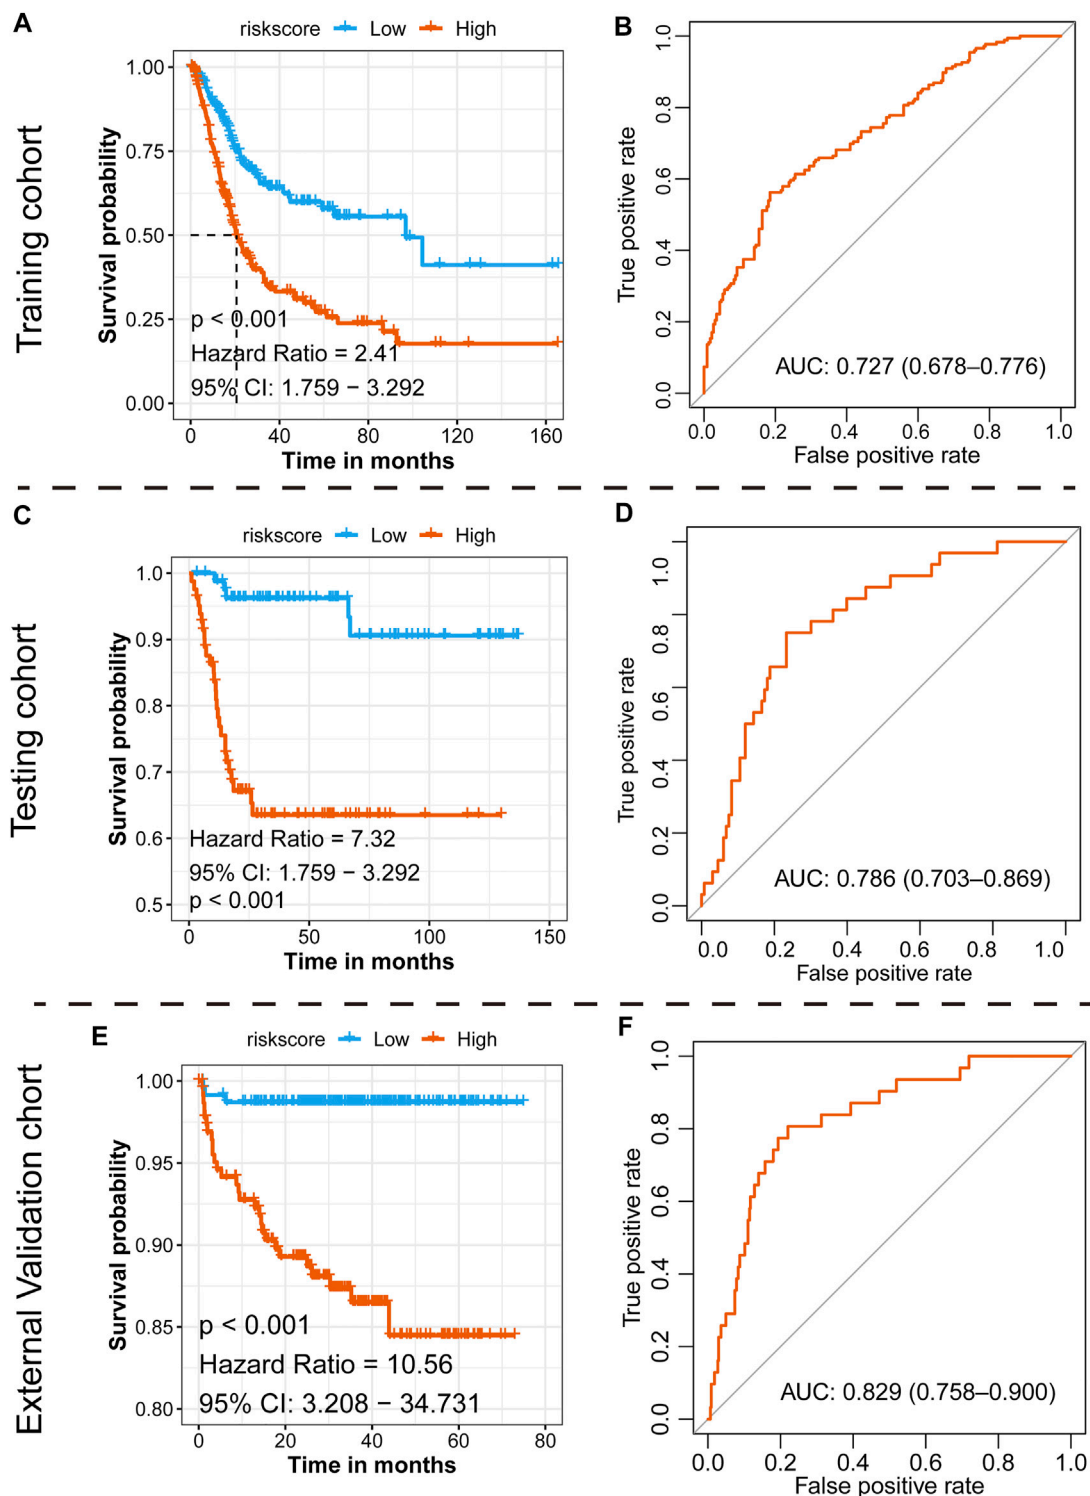 A
riskscore Low High
Training cohort
Survival probability
1.00
0.75
0.50
0.25
0.00
p < 0.001
Hazard Ratio = 2.41
95% CI: 1.759 − 3.292
0 40 80 120 160
Time in months
B
True positive rate
1.0
0.8
0.6
0.4
0.2
0.0
AUC: 0.727 (0.678–0.776)
0.0 0.2 0.4 0.6 0.8 1.0
False positive rate
C
riskscore Low High
Testing cohort
Survival probability
1.0
0.9
0.8
0.7
0.6
0.5
Hazard Ratio = 7.32
95% CI: 1.759 − 3.292
p < 0.001
0 50 100 150
Time in months
D
True positive rate
1.0
0.8
0.6
0.4
0.2
0.0
AUC: 0.786 (0.703–0.869)
0.0 0.2 0.4 0.6 0.8 1.0
False positive rate
E
riskscore Low High
External Validation chort
Survival probability
1.00
0.95
0.90
0.85
0.80
p < 0.001
Hazard Ratio = 10.56
95% CI: 3.208 − 34.731
0 20 40 60 80
Time in months
F
True positive rate
1.0
0.8
0.6
0.4
0.2
0.0
AUC: 0.829 (0.758–0.900)
0.0 0.2 0.4 0.6 0.8 1.0
False positive rate